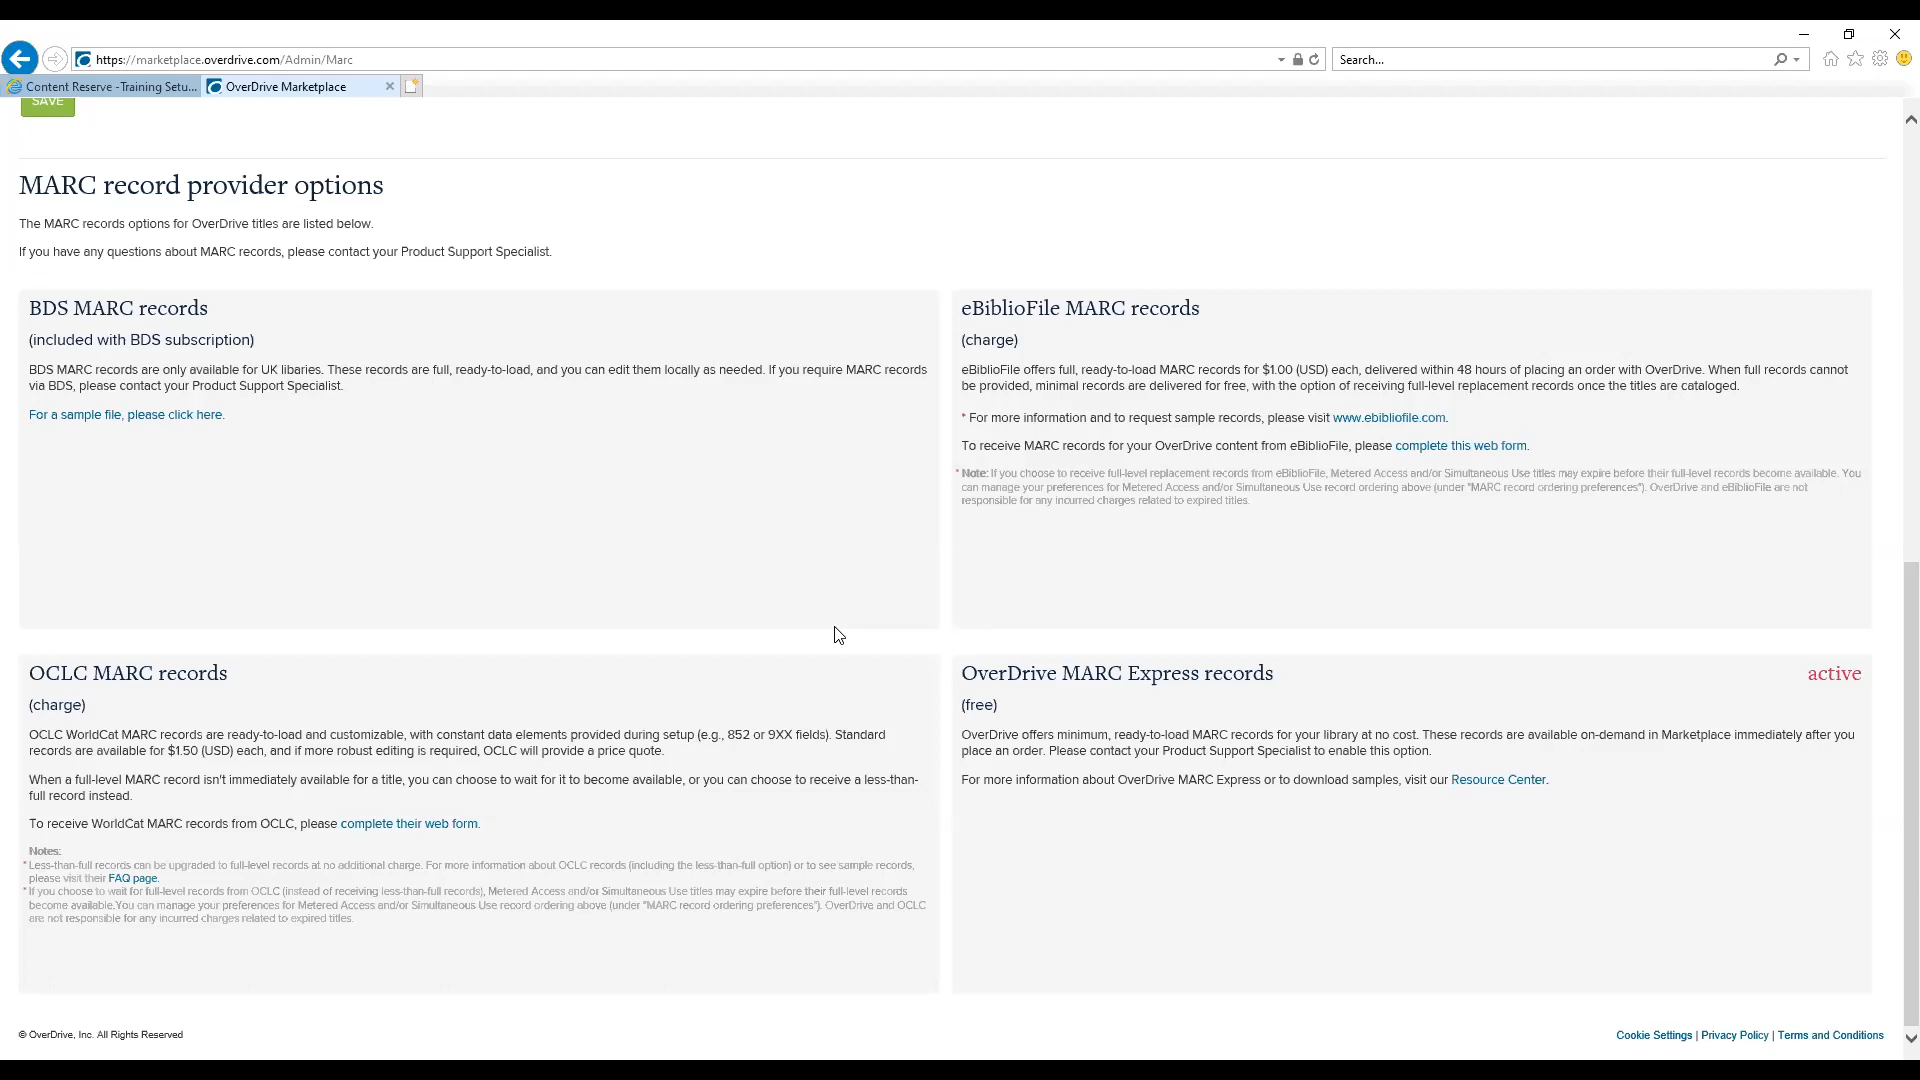 https://marketplace.overdrive.com/Admin/Marc
Search...
Content Reserve - Training Setu...
OverDrive Marketplace
SAVE
MARC record provider options
The MARC records options for OverDrive titles are listed below.
If you have any questions about MARC records, please contact your Product Support Specialist.
BDS MARC records
(included with BDS subscription)
BDS MARC records are only available for UK libaries. These records are full, ready-to-load, and you can edit them locally as needed. If you require MARC records
via BDS, please contact your Product Support Specialist.
For a sample file, please click here.
eBiblioFile MARC records
(charge)
eBiblioFile offers full, ready-to-load MARC records for $1.00 (USD) each, delivered within 48 hours of placing an order with OverDrive. When full records cannot
be provided, minimal records are delivered for free, with the option of receiving full-level replacement records once the titles are cataloged.
* For more information and to request sample records, please visit www.ebibliofile.com.
To receive MARC records for your OverDrive content from eBiblioFile, please complete this web form.
* Note: If you choose to receive full-level replacement records from eBiblioFile, Metered Access and/or Simultaneous Use titles may expire before their full-level records become available. You
can manage your preferences for Metered Access and/or Simultaneous Use record ordering above (under "MARC record ordering preferences"). OverDrive and eBiblioFile are not
responsible for any incurred charges related to expired titles.
OCLC MARC records
(charge)
OCLC WorldCat MARC records are ready-to-load and customizable, with constant data elements provided during setup (e.g., 852 or 9XX fields). Standard
records are available for $1.50 (USD) each, and if more robust editing is required, OCLC will provide a price quote.
When a full-level MARC record isn't immediately available for a title, you can choose to wait for it to become available, or you can choose to receive a less-than-
full record instead.
To receive WorldCat MARC records from OCLC, please complete their web form.
Notes:
* Less-than-full records can be upgraded to full-level records at no additional charge. For more information about OCLC records (including the less-than-full option) or to see sample records,
please visit their FAQ page.
* If you choose to wait for full-level records from OCLC (instead of receiving less-than-full records), Metered Access and/or Simultaneous Use titles may expire before their full-level records
become available.You can manage your preferences for Metered Access and/or Simultaneous Use record ordering above (under "MARC record ordering preferences"). OverDrive and OCLC
are not responsible for any incurred charges related to expired titles.
OverDrive MARC Express records
active
(free)
OverDrive offers minimum, ready-to-load MARC records for your library at no cost. These records are available on-demand in Marketplace immediately after you
place an order. Please contact your Product Support Specialist to enable this option.
For more information about OverDrive MARC Express or to download samples, visit our Resource Center.
© OverDrive, Inc. All Rights Reserved
Cookie Settings | Privacy Policy | Terms and Conditions